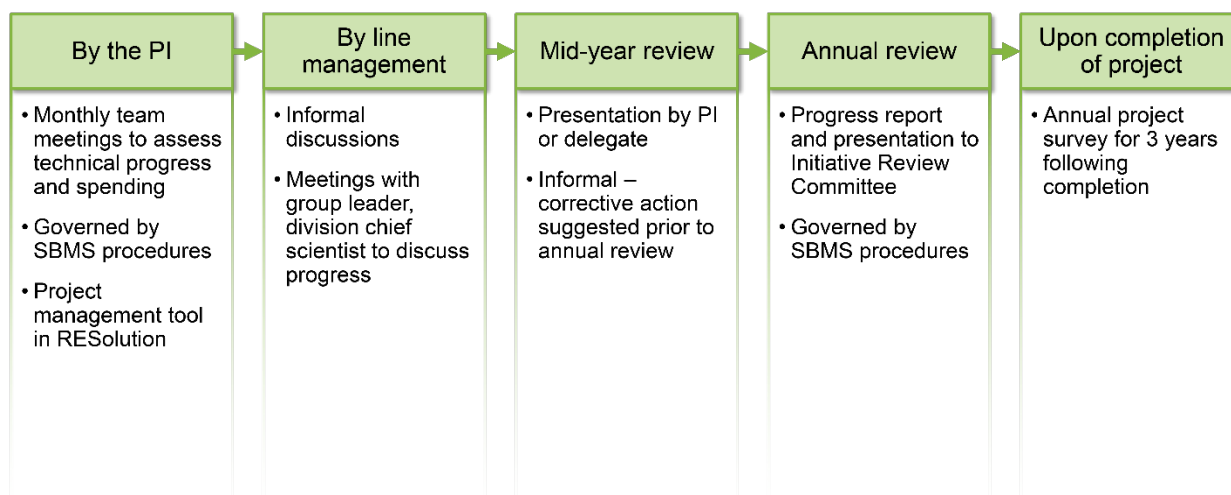 By the PI
• Monthly team
meetings to assess
technical progress
and spending
• Governed by
SBMS procedures
• Project
management tool
in RESolution
By line
management
• Informal
discussions
• Meetings with
group leader,
division chief
scientist to discuss
progress
Mid-year review
• Presentation by PI
or delegate
• Informal –
corrective action
suggested prior to
annual review
Annual review
• Progress report
and presentation to
Initiative Review
Committee
• Governed by
SBMS procedures
Upon completion
of project
• Annual project
survey for 3 years
following
completion